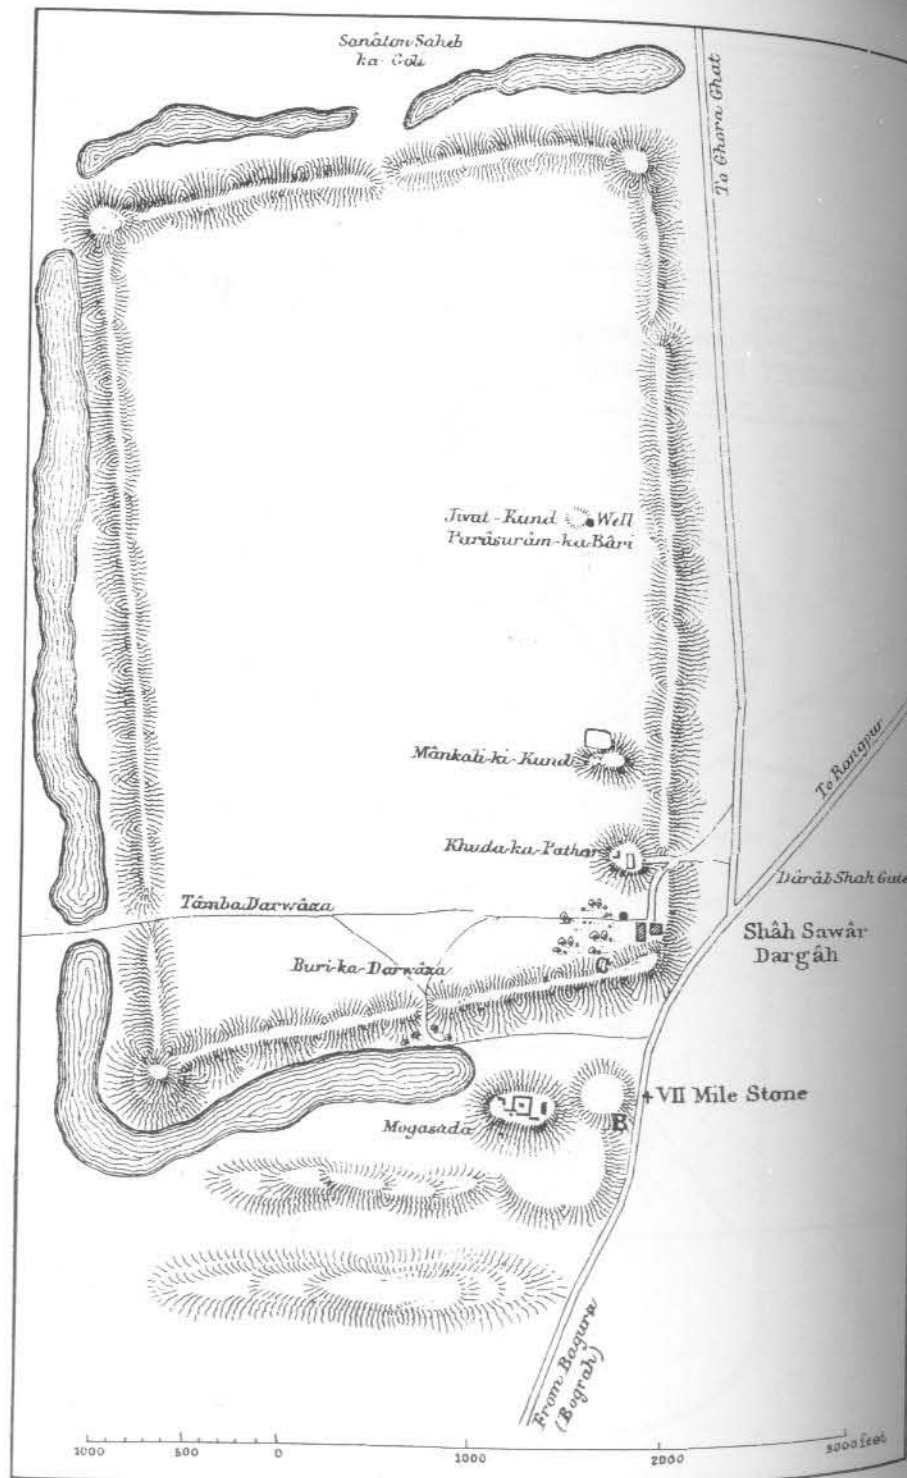 Sanâton Saheb
ka Goli
To Ghora Ghat
Jivat-Kund Well
Parâsurâm-ka-Bâri
Mânkali-ki-Kund
To Rangpur
Khuda-ka-Pathar
Dârâb Shah Gate
Tâmba Darwâza
Shâh Sawâr
Dargâh
Buri-ka-Darwâza
C
VII Mile Stone
B
Mogasada
From Bagura
(Bograh)
1000 500 0 1000 2000 3000 feet